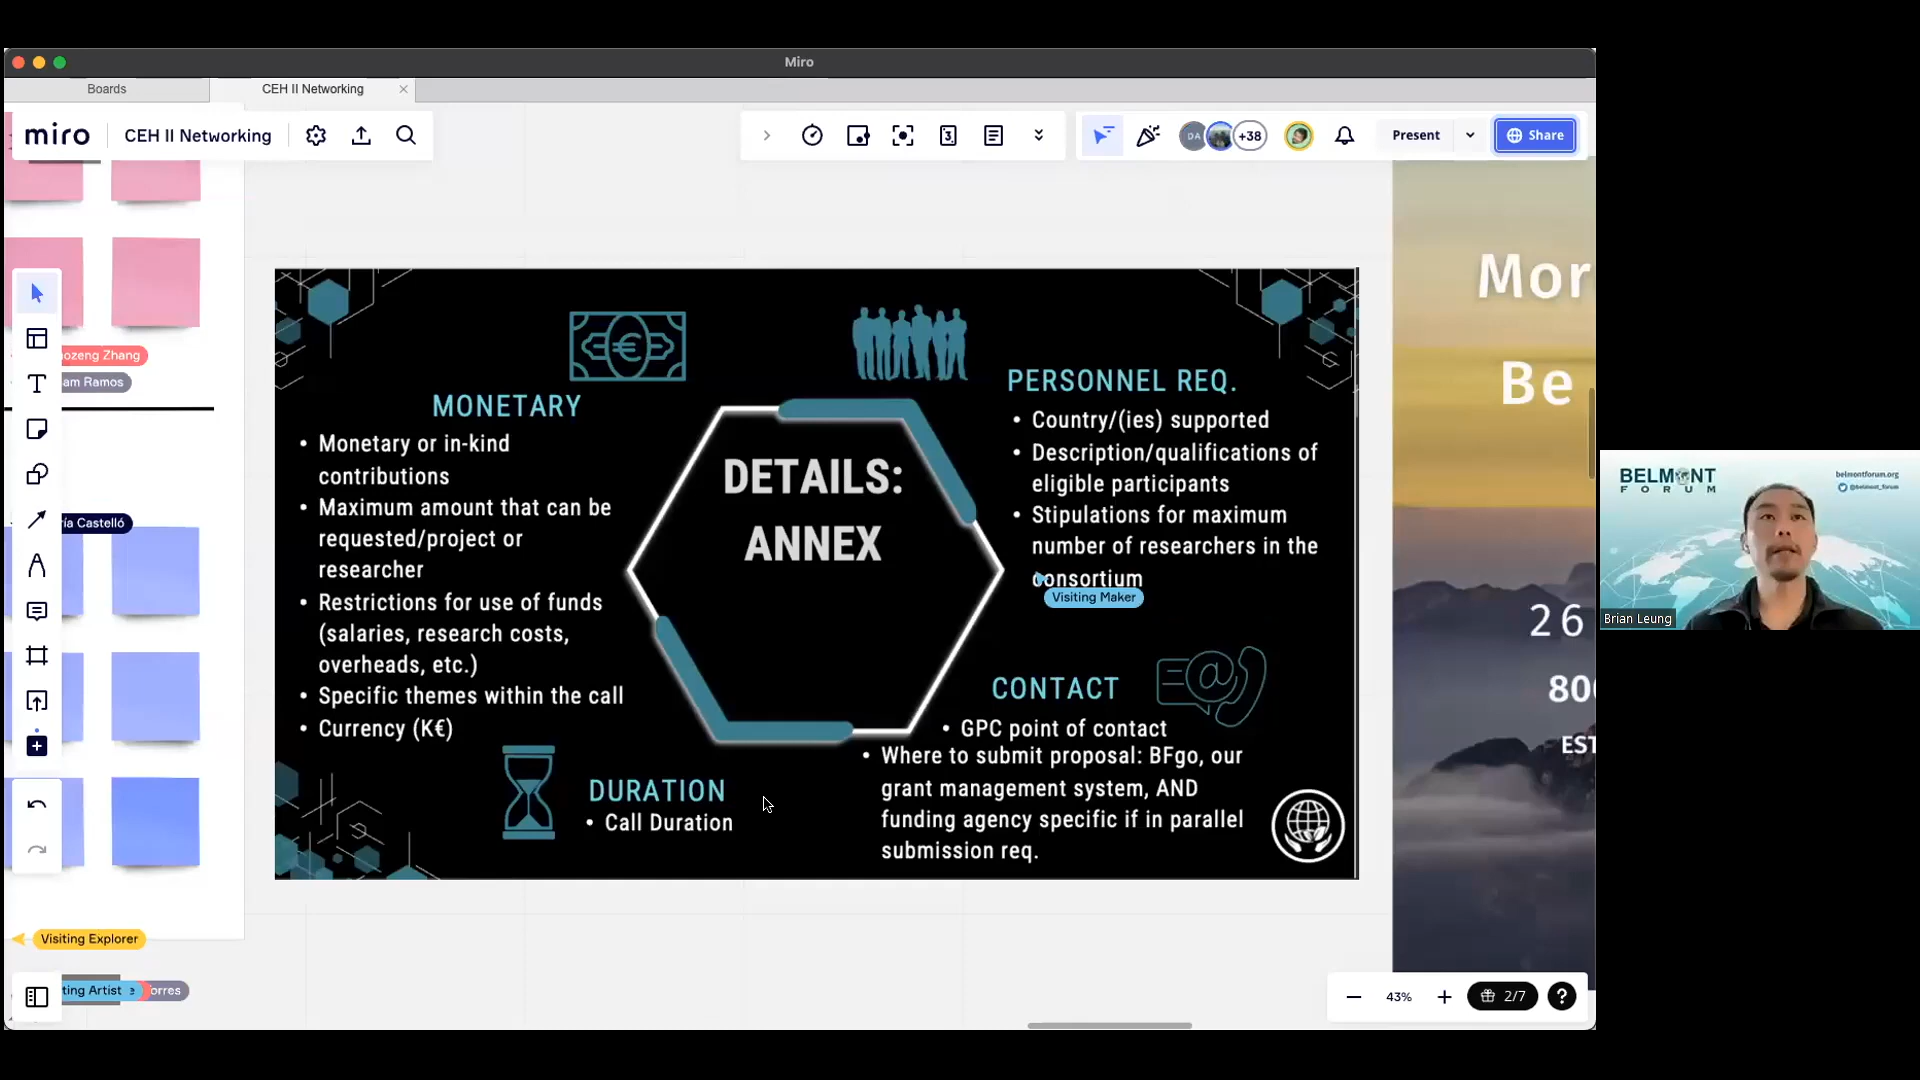 Miro
Boards
CEH II Networking
miro
CEH II Networking
3
DA
+38
Present
Share
ozeng Zhang
am Ramos
ía Castelló
MONETARY
• Monetary or in-kind
contributions
• Maximum amount that can be
requested/project or
researcher
• Restrictions for use of funds
(salaries, research costs,
overheads, etc.)
• Specific themes within the call
• Currency (K€)
DETAILS:
ANNEX
PERSONNEL REQ.
• Country/(ies) supported
• Description/qualifications of
eligible participants
• Stipulations for maximum
number of researchers in the
consortium
Visiting Maker
CONTACT
• GPC point of contact
• Where to submit proposal: BFgo, our
grant management system, AND
funding agency specific if in parallel
submission req.
DURATION
• Call Duration
Mor
Be
26
80
EST
BELMONT
FORUM
belmontforum.org
@belmont_forum
Brian Leung
Visiting Explorer
ting Artist
orres
43%
2/7
?